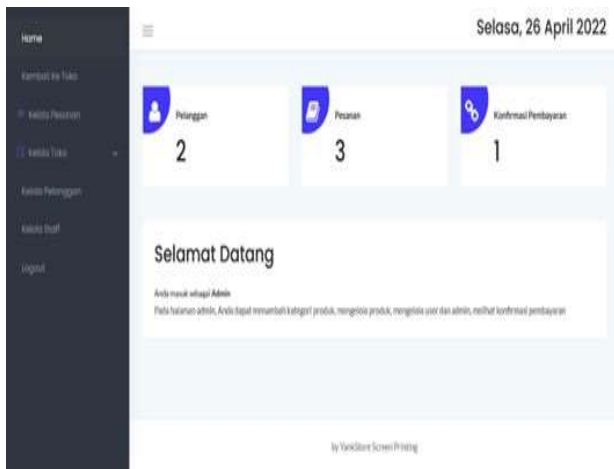 Home
Kembali Ke Toko
Kelola Pesanan
Kelola Toko
Kelola Pelanggan
Kelola Staff
Logout
Selasa, 26 April 2022
Pelanggan
2
Pesanan
3
Konfirmasi Pembayaran
1
Selamat Datang
Anda masuk sebagai Admin
Pada halaman admin, Anda dapat menambah kategori produk, mengelola produk, mengelola user dan admin, melihat konfirmasi pembayaran
by YankStore Screen Printing